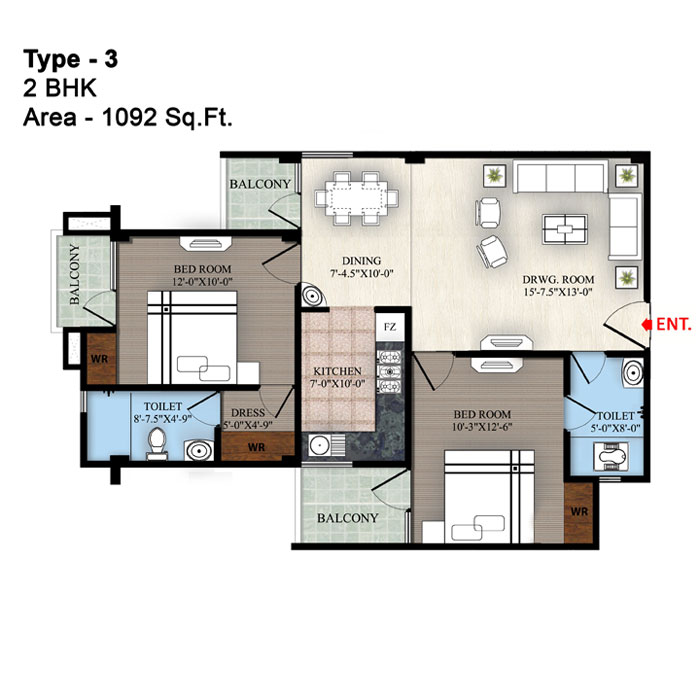 Type - 3
2 BHK
Area - 1092 Sq.Ft.
BALCONY
BALCONY
BED ROOM
12'-0"X10'-0"
DINING
7'-4.5"X10'-0"
DRWG. ROOM
15'-7.5"X13'-0"
ENT.
FZ
WR
KITCHEN
7'-0"X10'-0"
TOILET
8'-7.5"X4'-9"
DRESS
5'-0"X4'-9"
WR
BED ROOM
10'-3"X12'-6"
TOILET
5'-0"X8'-0"
BALCONY
WR